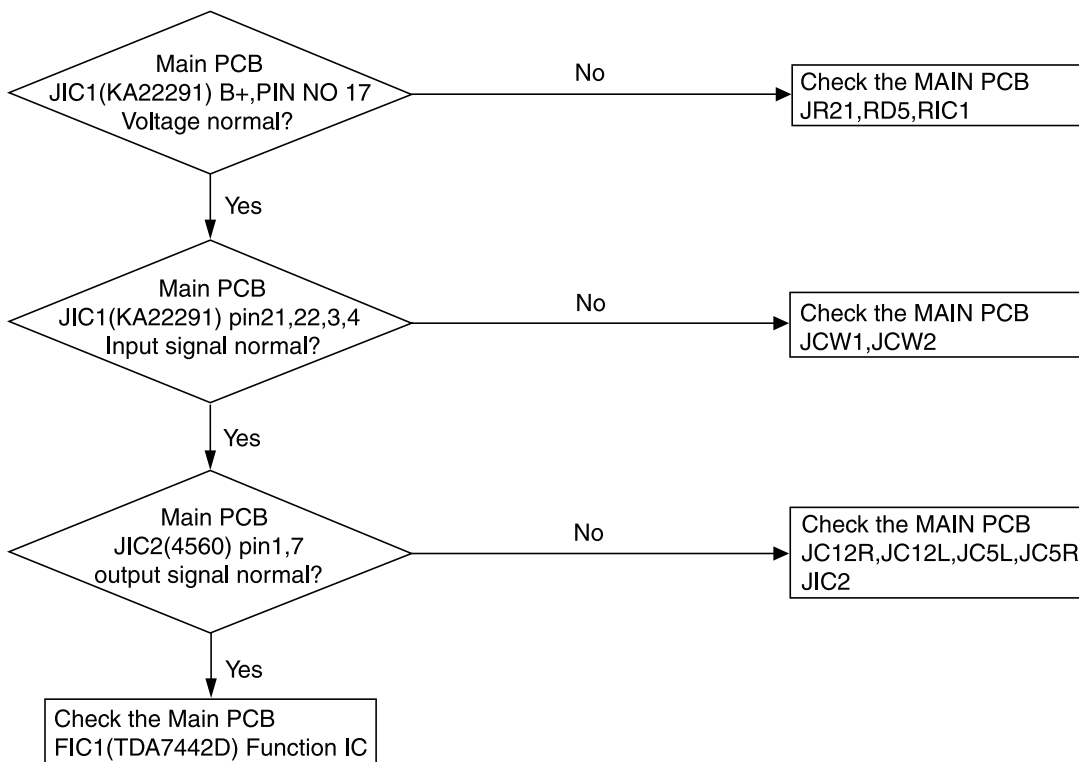 Main PCB
JIC1(KA22291) B+,PIN NO 17
Voltage normal?
No
Check the MAIN PCB
JR21,RD5,RIC1
Yes
Main PCB
JIC1(KA22291) pin21,22,3,4
Input signal normal?
No
Check the MAIN PCB
JCW1,JCW2
Yes
Main PCB
JIC2(4560) pin1,7
output signal normal?
No
Check the MAIN PCB
JC12R,JC12L,JC5L,JC5R
JIC2
Yes
Check the Main PCB
FIC1(TDA7442D) Function IC